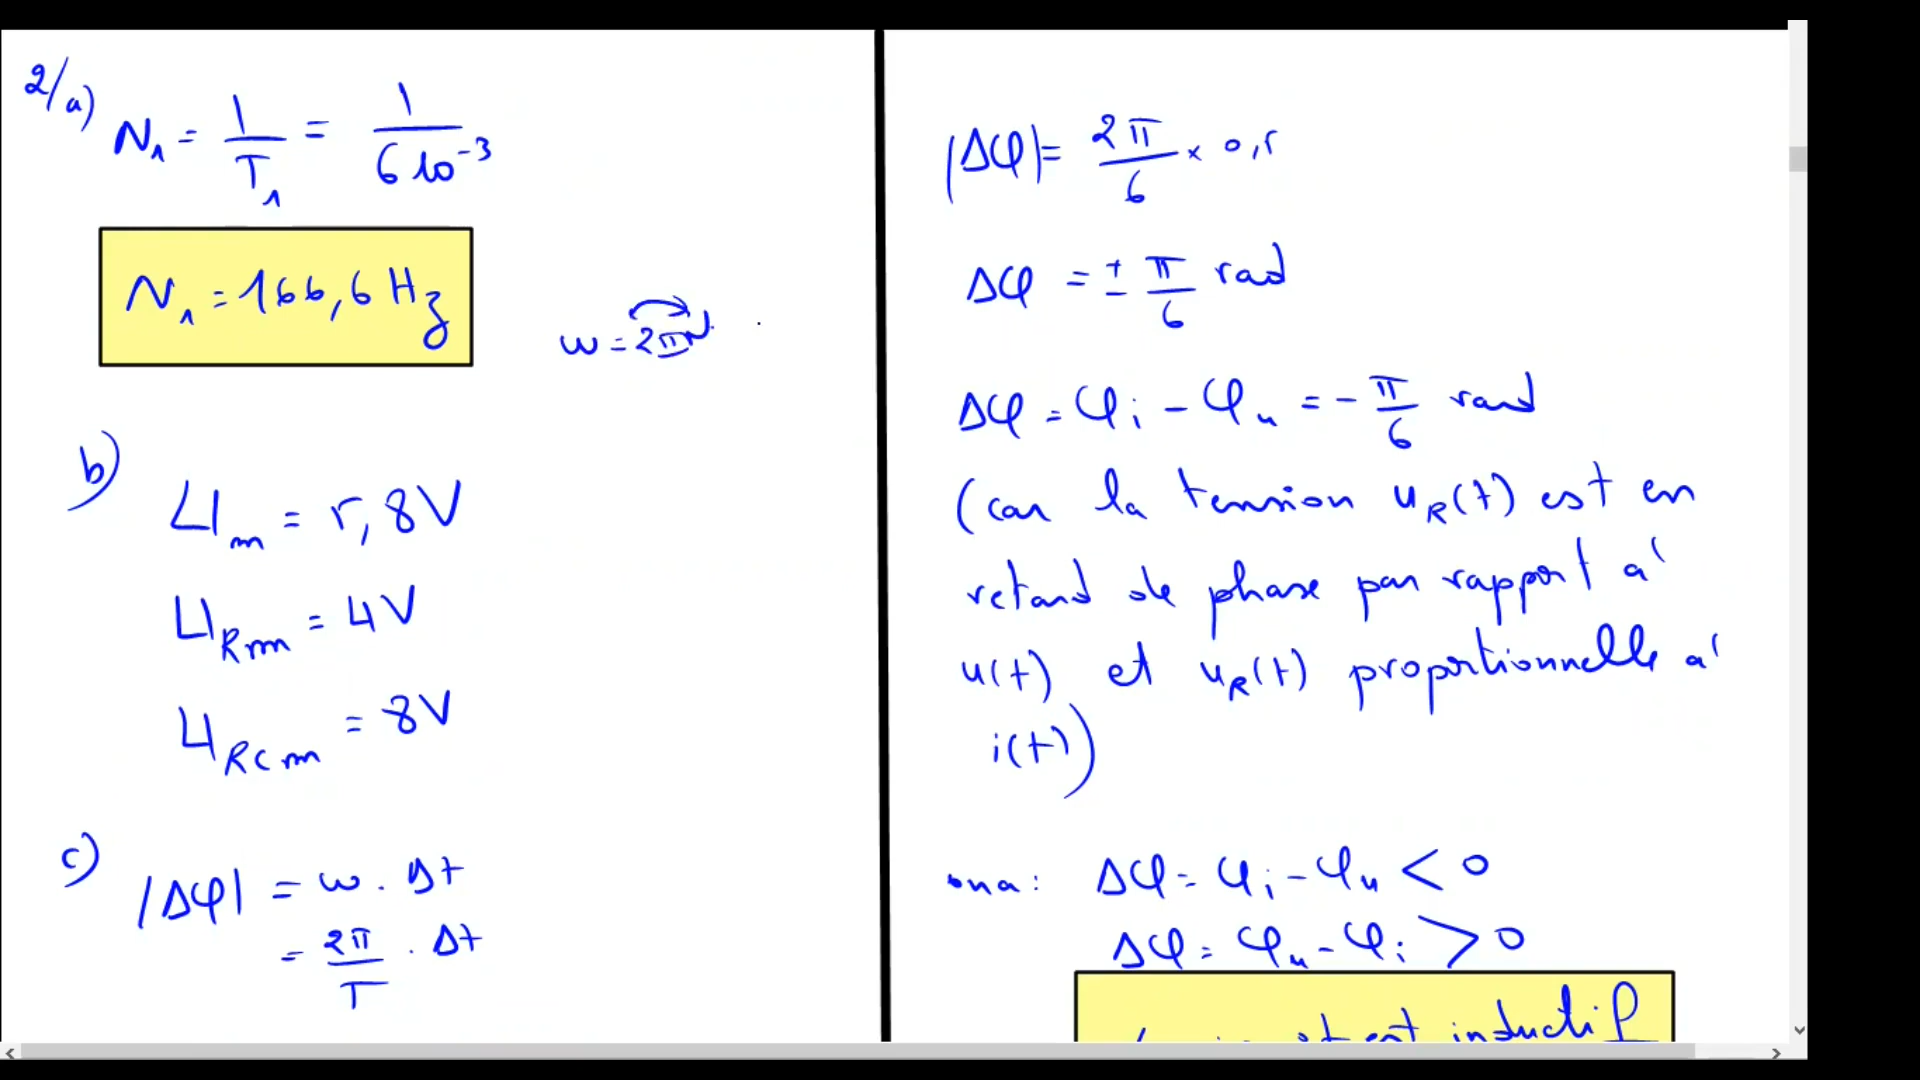 2/a) N₁ = 1/T₁ = 1/6 10⁻³
N₁ = 166,6 Hz
ω = 2πN
b)
Um = 5,8V
URm = 4V
URCm = 8V
c)
|Δφ| = ω . Δt
= 2π/T . Δt
|Δφ| = 2π/6 × 0,5
Δφ = ± π/6 rad
Δφ = φi - φu = - π/6 rad
(car la tension uR(t) est en
retard de phase par rapport à
u(t) et uR(t) proportionnelle à
i(t))
ona : Δφ = φi - φu < 0
Δφ = φu - φi > 0
est inductif